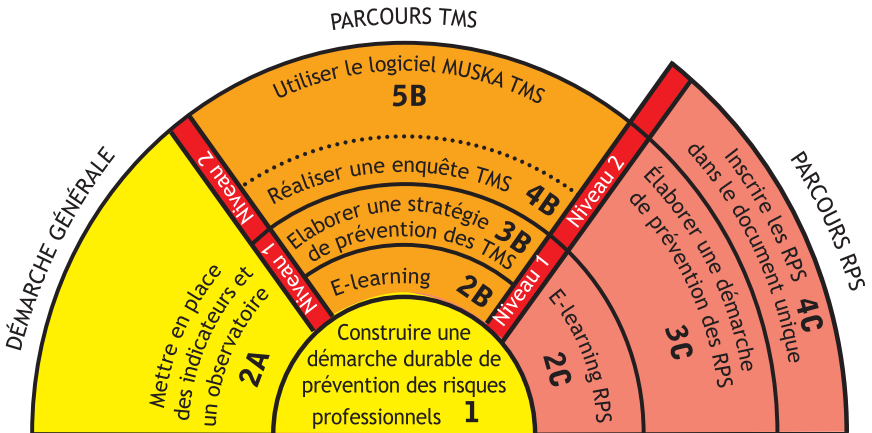 PARCOURS TMS
Utiliser le logiciel MUSKA TMS
5B
Réaliser une enquête TMS 4B
Elaborer une stratégie
de prévention des TMS
3B
E-learning 2B
DÉMARCHE GÉNÉRALE
Niveau 2
Niveau 1
Mettre en place
des indicateurs et
un observatoire
2A
Construire une
démarche durable de
prévention des risques
professionnels 1
Niveau 2
Niveau 1
PARCOURS RPS
E-learning RPS
2C
Élaborer une démarche
de prévention des RPS
3C
Inscrire les RPS
dans le document unique
4C